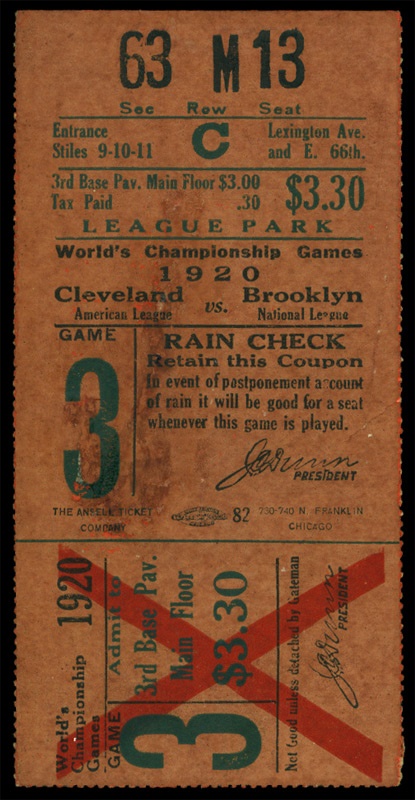 63 M 13
Sec Row Seat
Entrance
Stiles 9-10-11
C
Lexington Ave.
and E. 66th.
3rd Base Pav. Main Floor $3.00
Tax Paid .30
$3.30
LEAGUE PARK
World's Championship Games
1920
Cleveland vs. Brooklyn
American League National League
GAME
3
RAIN CHECK
Retain this Coupon
In event of postponement account
of rain it will be good for a seat
whenever this game is played.
PRESIDENT
THE ANSELL TICKET
COMPANY
82
730-740 N. FRANKLIN
CHICAGO
World's
Championship
Games
1920
GAME
3
Admit to
3rd Base Pav.
Main Floor
$3.30
Not Good unless detached by Gateman
PRESIDENT